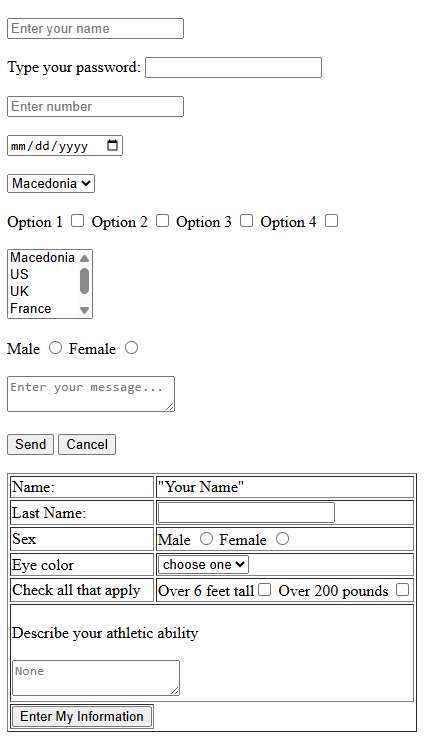 Enter your name
Type your password:
Enter number
mm/dd/yyyy
Macedonia
Option 1 Option 2 Option 3 Option 4
Macedonia
US
UK
France
Male Female
Enter your message...
Send Cancel
Name: "Your Name"
Last Name:
Sex Male Female
Eye color choose one
Check all that apply Over 6 feet tall Over 200 pounds
Describe your athletic ability
None
Enter My Information